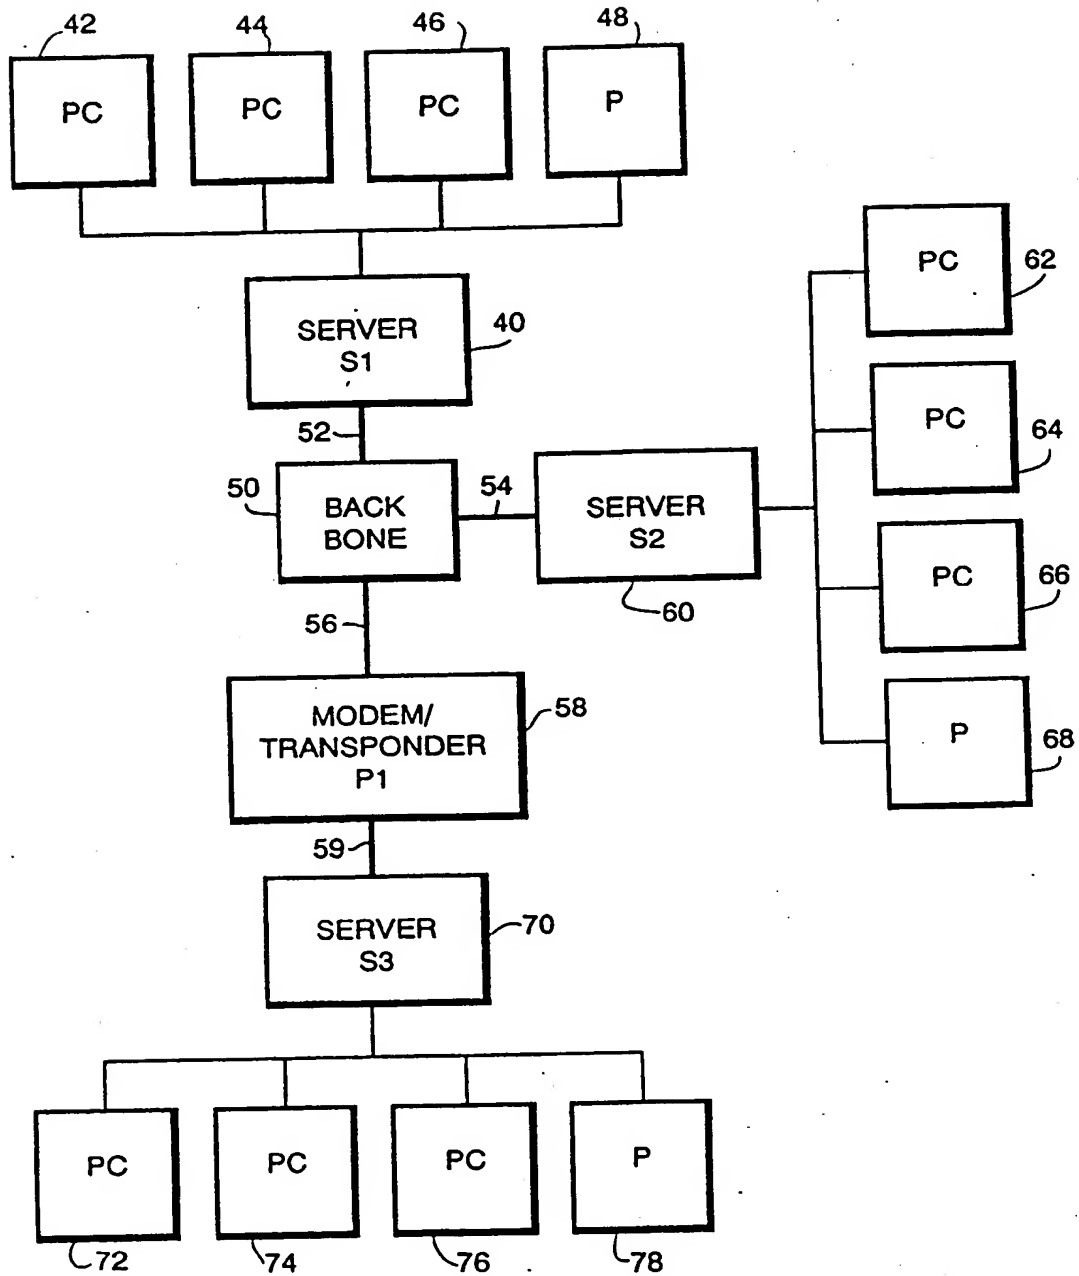 42
44
46
48
PC
PC
PC
P
SERVER
S1
40
52
50
BACK
BONE
54
SERVER
S2
60
PC
62
PC
64
PC
66
P
68
56
MODEM/
TRANSPONDER
P1
58
59
SERVER
S3
70
PC
PC
PC
P
72
74
76
78